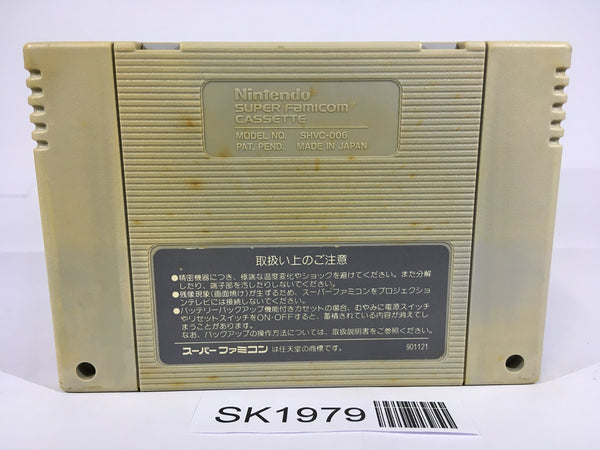 Nintendo®
SUPER FAMICOM™
CASSETTE
MODEL NO. SHVC-006
PAT. PEND. MADE IN JAPAN
取扱い上のご注意
●精密機器につき、極端な温度変化やショックを避けてください。また分解
したり、端子部を汚したりしないでください。
●残像現象(画面焼け)が生ずるため、スーパーファミコンをプロジェクショ
ンテレビには接続しないでください。
●バッテリーバックアップ機能付きカセットの場合、むやみに電源スイッチ
やリセットスイッチをON・OFFすると、蓄積されている内容が消えてし
まうことがあります。
なお、バックアップの操作方法については、取扱説明書をご参照ください。
スーパーファミコン は任天堂の商標です。 901121
SK1979